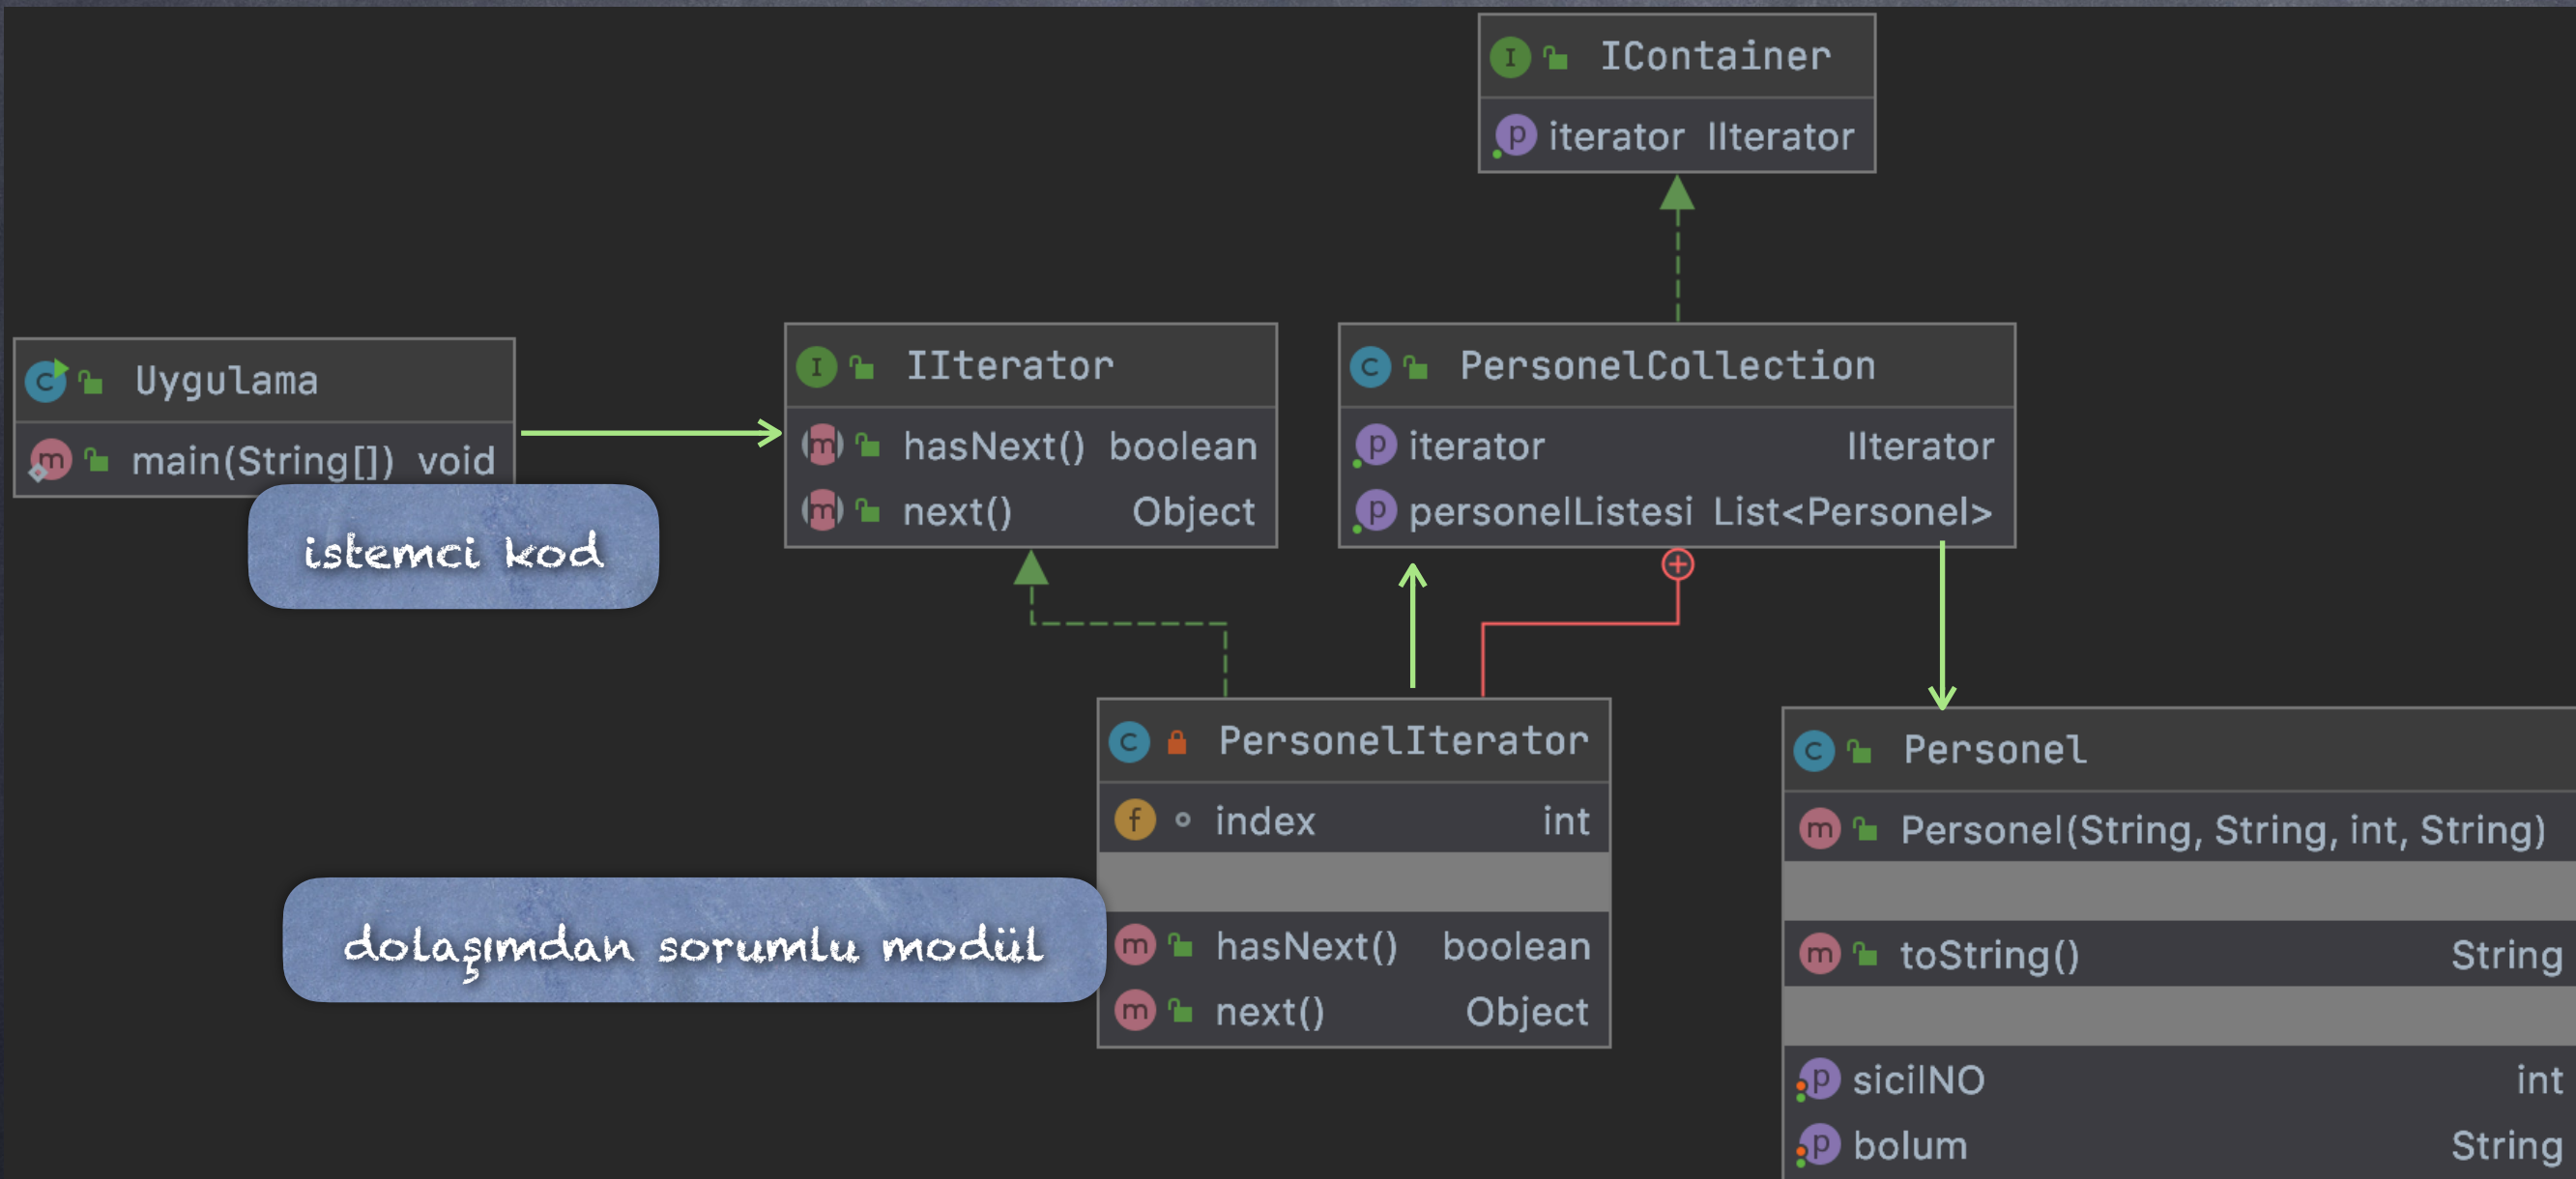 IContainer
iterator IIterator
Uygulama
main(String[]) void
istemci kod
IIterator
hasNext() boolean
next() Object
PersonelCollection
iterator IIterator
personelListesi List<Personel>
PersonelIterator
index int
hasNext() boolean
next() Object
dolaşımdan sorumlu modül
Personel
Personel(String, String, int, String)
toString() String
sicilNO int
bolum String